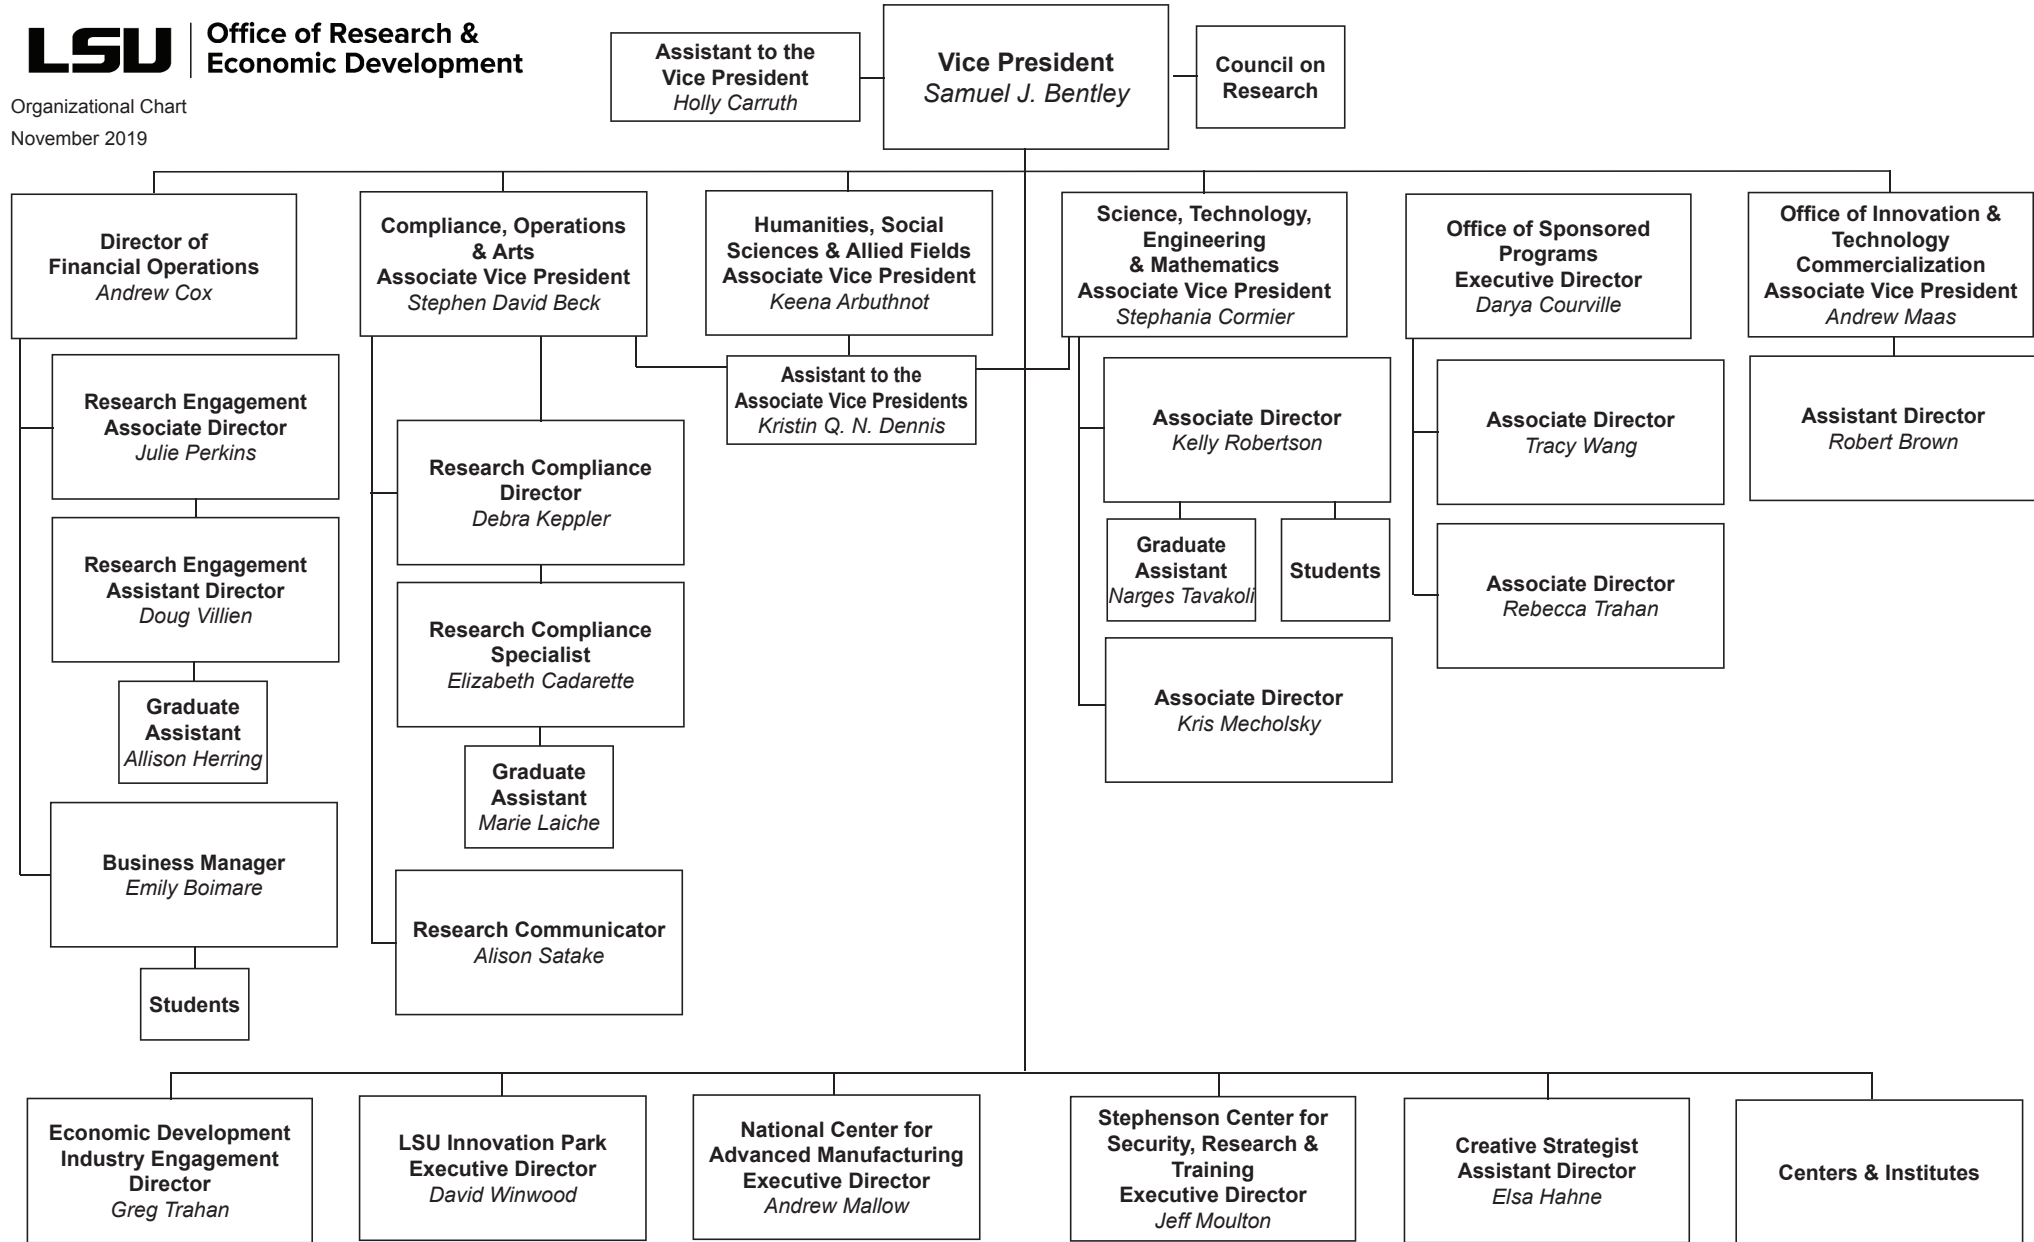 LSU
Office of Research &
Economic Development
Organizational Chart
November 2019
Assistant to the
Vice President
Holly Carruth
Vice President
Samuel J. Bentley
Council on
Research
Director of
Financial Operations
Andrew Cox
Compliance, Operations
& Arts
Associate Vice President
Stephen David Beck
Humanities, Social
Sciences & Allied Fields
Associate Vice President
Keena Arbuthnot
Science, Technology,
Engineering
& Mathematics
Associate Vice President
Stephania Cormier
Office of Sponsored
Programs
Executive Director
Darya Courville
Office of Innovation &
Technology
Commercialization
Associate Vice President
Andrew Maas
Research Engagement
Associate Director
Julie Perkins
Research Engagement
Assistant Director
Doug Villien
Graduate
Assistant
Allison Herring
Business Manager
Emily Boimare
Students
Research Compliance
Director
Debra Keppler
Research Compliance
Specialist
Elizabeth Cadarette
Graduate
Assistant
Marie Laiche
Research Communicator
Alison Satake
Assistant to the
Associate Vice Presidents
Kristin Q. N. Dennis
Associate Director
Kelly Robertson
Graduate
Assistant
Narges Tavakoli
Students
Associate Director
Kris Mecholsky
Associate Director
Tracy Wang
Associate Director
Rebecca Trahan
Assistant Director
Robert Brown
Economic Development
Industry Engagement
Director
Greg Trahan
LSU Innovation Park
Executive Director
David Winwood
National Center for
Advanced Manufacturing
Executive Director
Andrew Mallow
Stephenson Center for
Security, Research &
Training
Executive Director
Jeff Moulton
Creative Strategist
Assistant Director
Elsa Hahne
Centers & Institutes